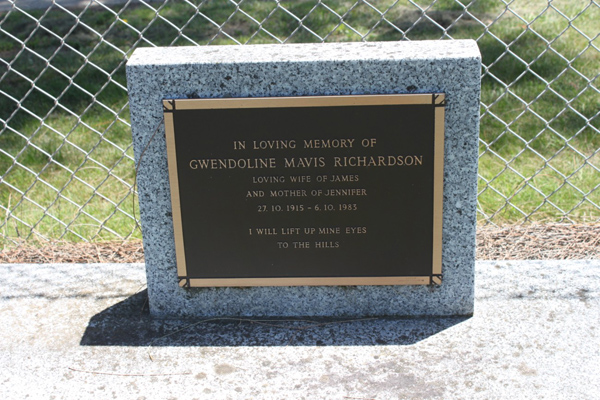 IN LOVING MEMORY OF
GWENDOLINE MAVIS RICHARDSON
LOVING WIFE OF JAMES
AND MOTHER OF JENNIFER
27. 10. 1915 – 6. 10. 1983
I WILL LIFT UP MINE EYES
TO THE HILLS